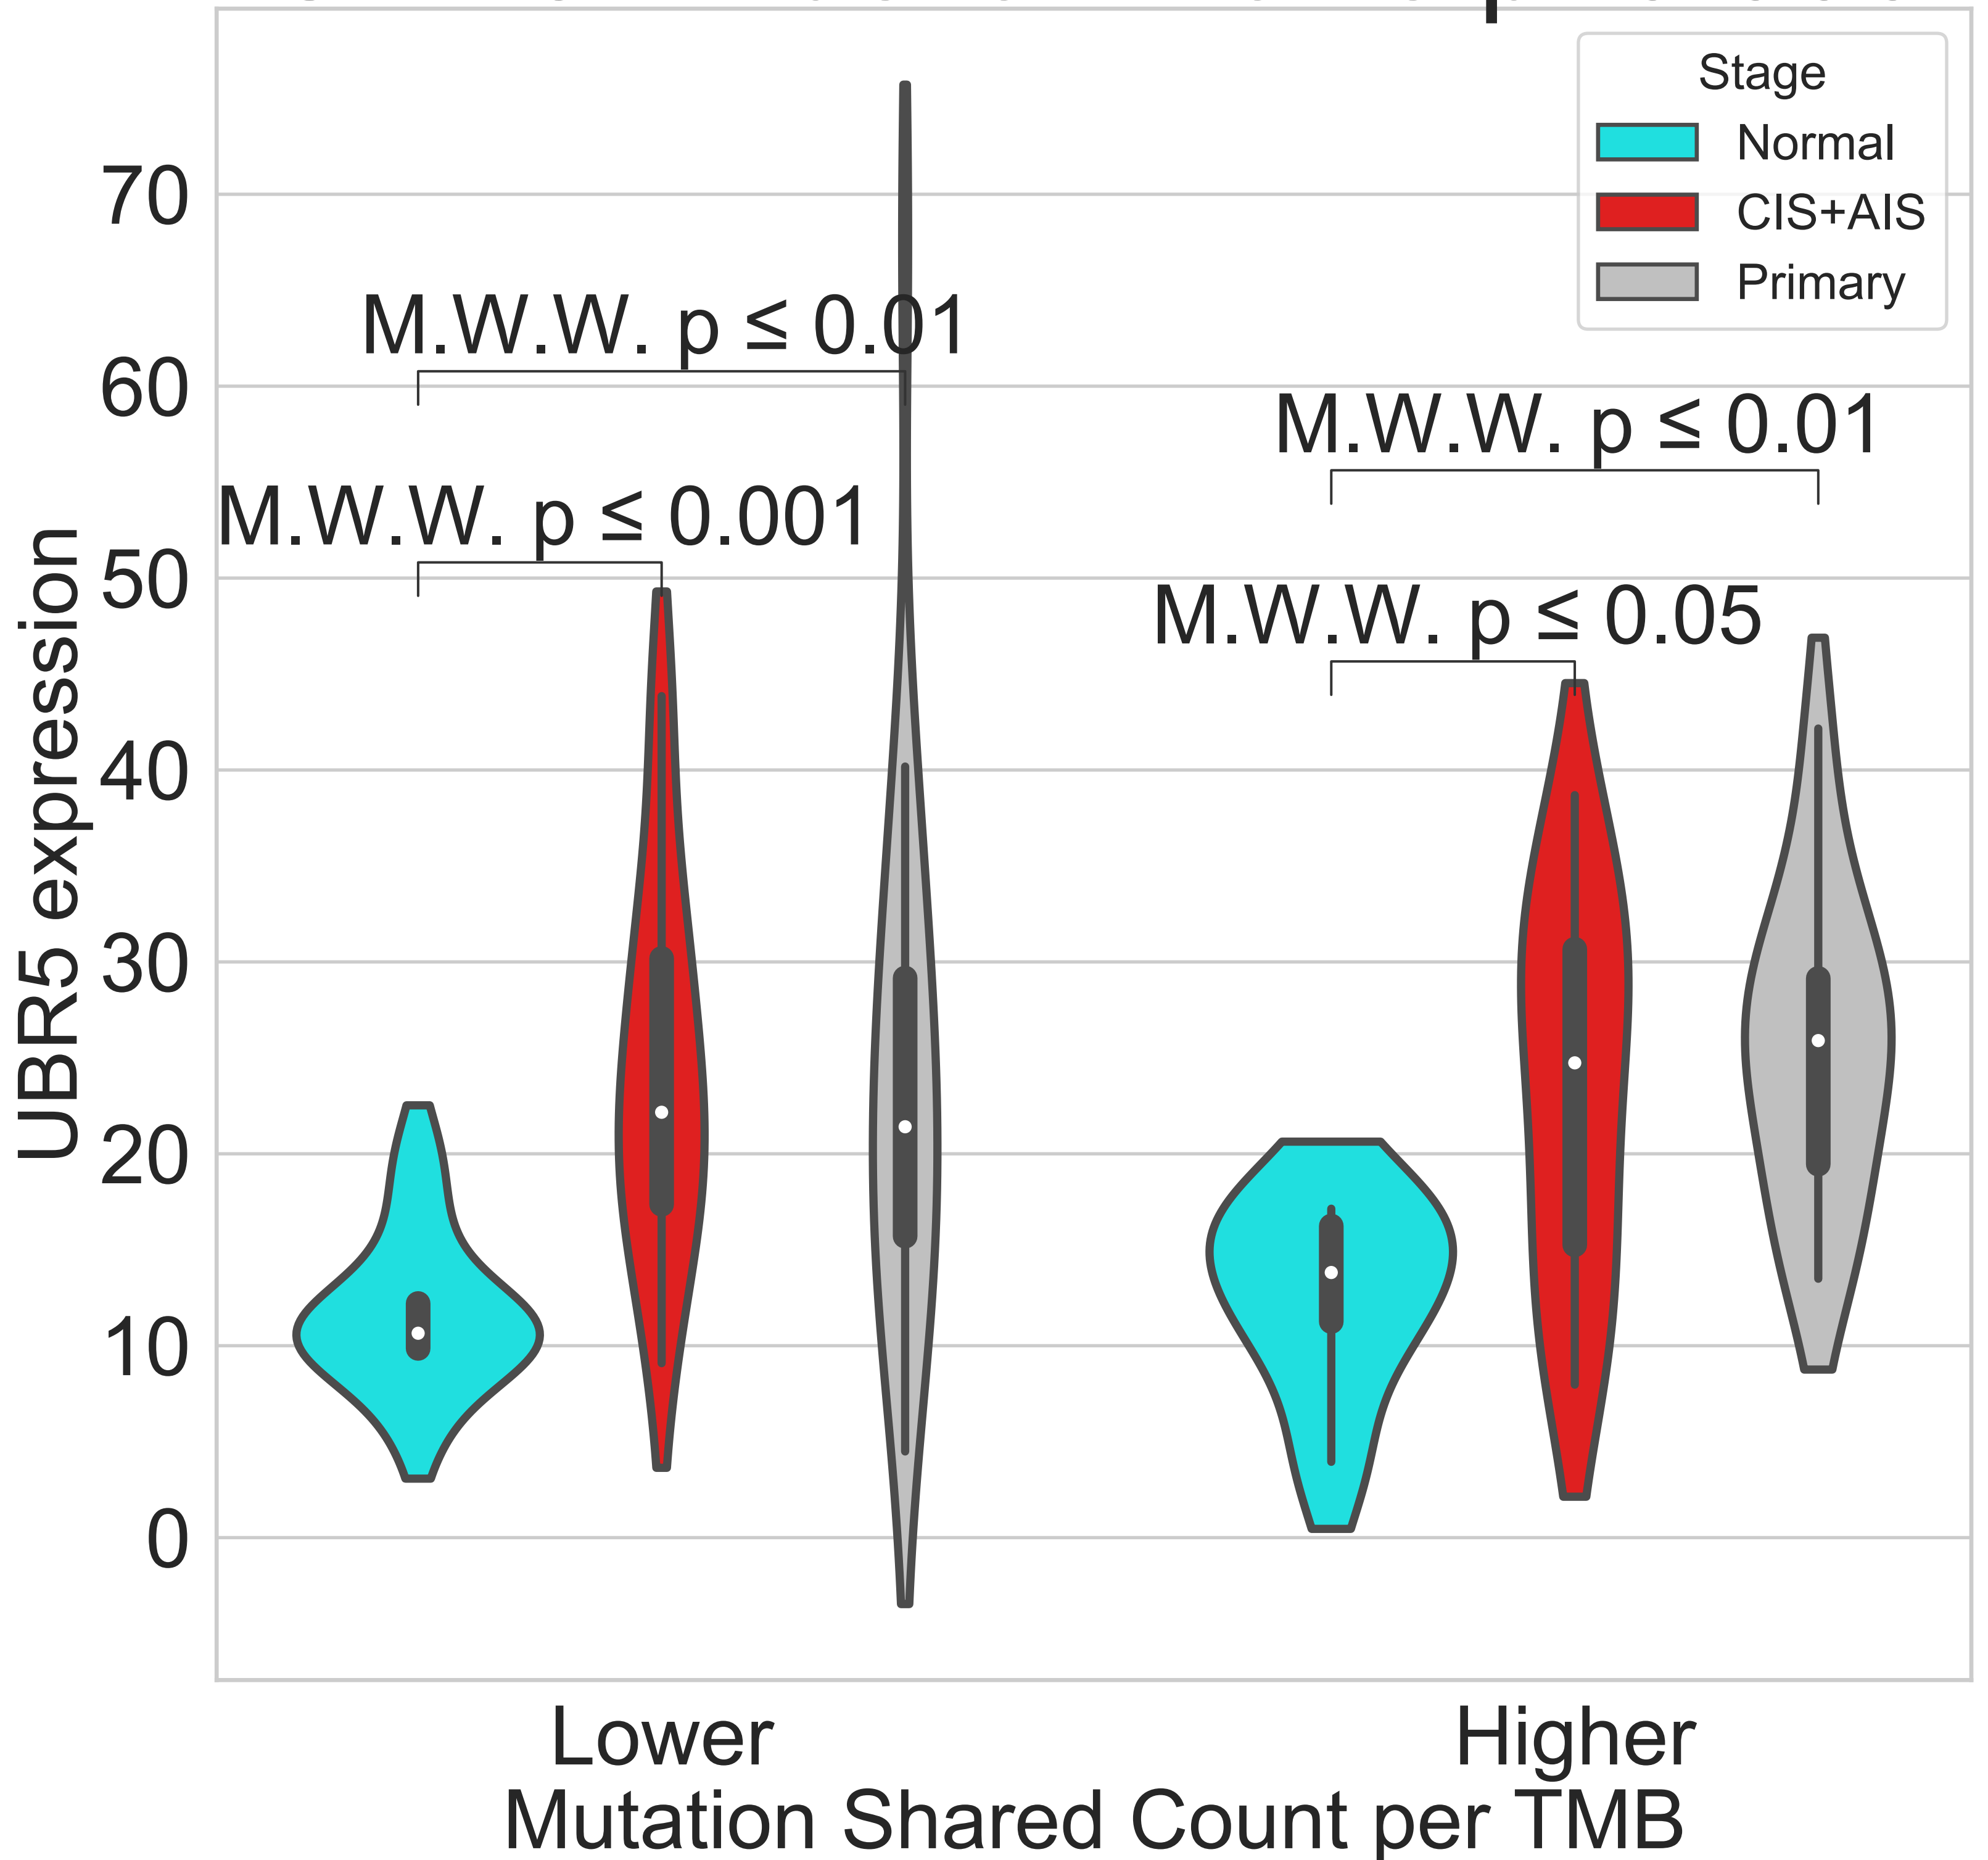 Stage
Normal
CIS+AIS
Primary
70
60
50
40
30
20
10
0
UBR5 expression
M.W.W. p ≤ 0.01
M.W.W. p ≤ 0.01
M.W.W. p ≤ 0.001
M.W.W. p ≤ 0.05
Lower
Higher
Mutation Shared Count per TMB